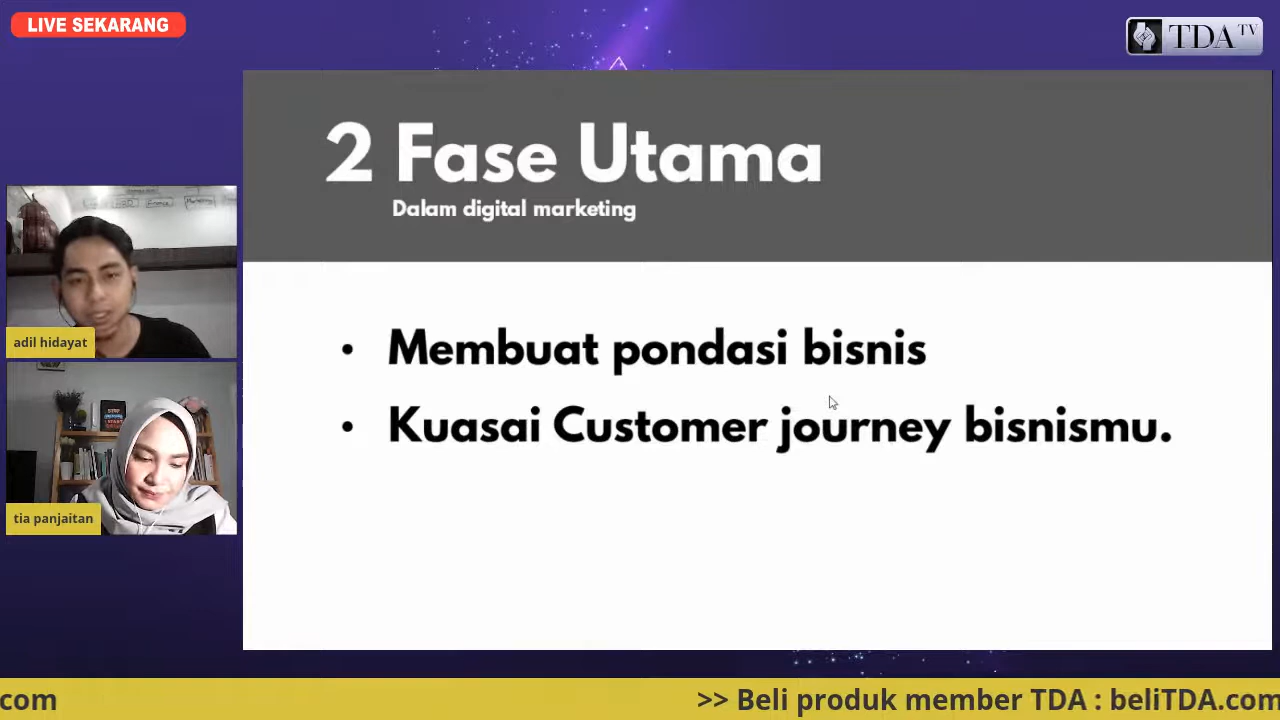 LIVE SEKARANG
TDA TV
2 Fase Utama
Dalam digital marketing
adil hidayat
• Membuat pondasi bisnis
• Kuasai Customer journey bisnismu.
tia panjaitan
com
>> Beli produk member TDA : beliTDA.com